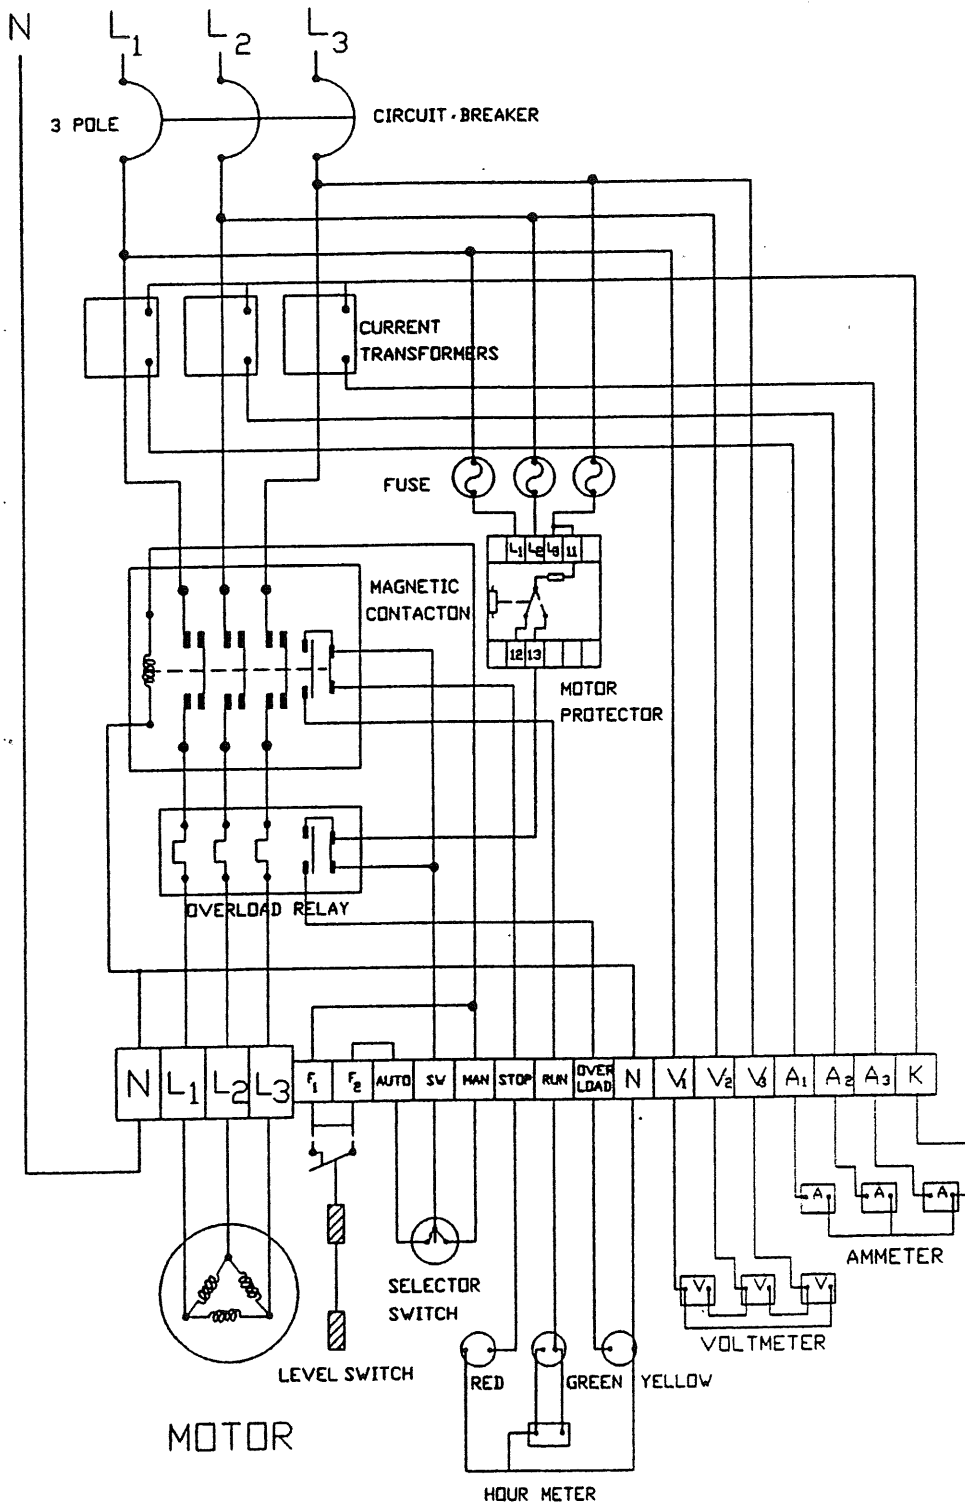 N
L1
L2
L3
3 POLE
CIRCUIT-BREAKER
CURRENT
TRANSFORMERS
FUSE
L1 L2 L3 11
MAGNETIC
CONTACTON
12 13
MOTOR
PROTECTOR
OVERLOAD RELAY
N L1 L2 L3 F1 F2 AUTO SW MAN STOP RUN OVER LOAD N V1 V2 V3 A1 A2 A3 K
A A A
AMMETER
SELECTOR
SWITCH
V V V
VOLTMETER
LEVEL SWITCH
RED
GREEN
YELLOW
MOTOR
HOUR METER